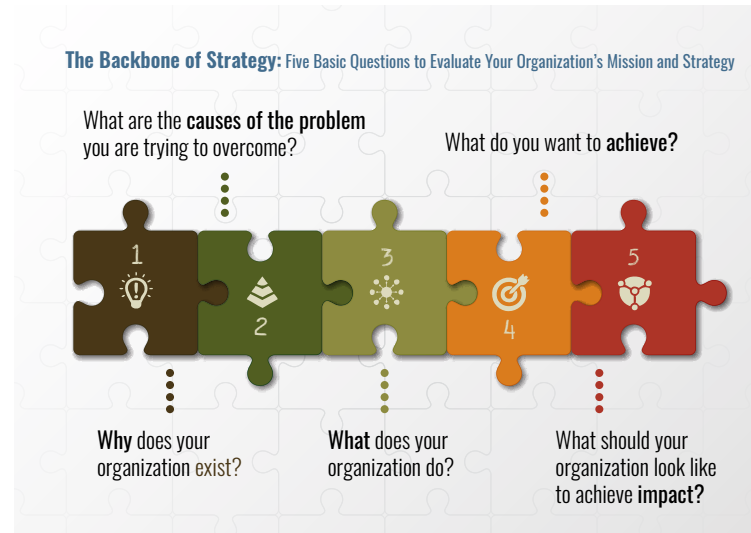 The Backbone of Strategy: Five Basic Questions to Evaluate Your Organization's Mission and Strategy
What are the causes of the problem
you are trying to overcome?
What do you want to achieve?
1
2
3
4
5
Why does your
organization exist?
What does your
organization do?
What should your
organization look like
to achieve impact?